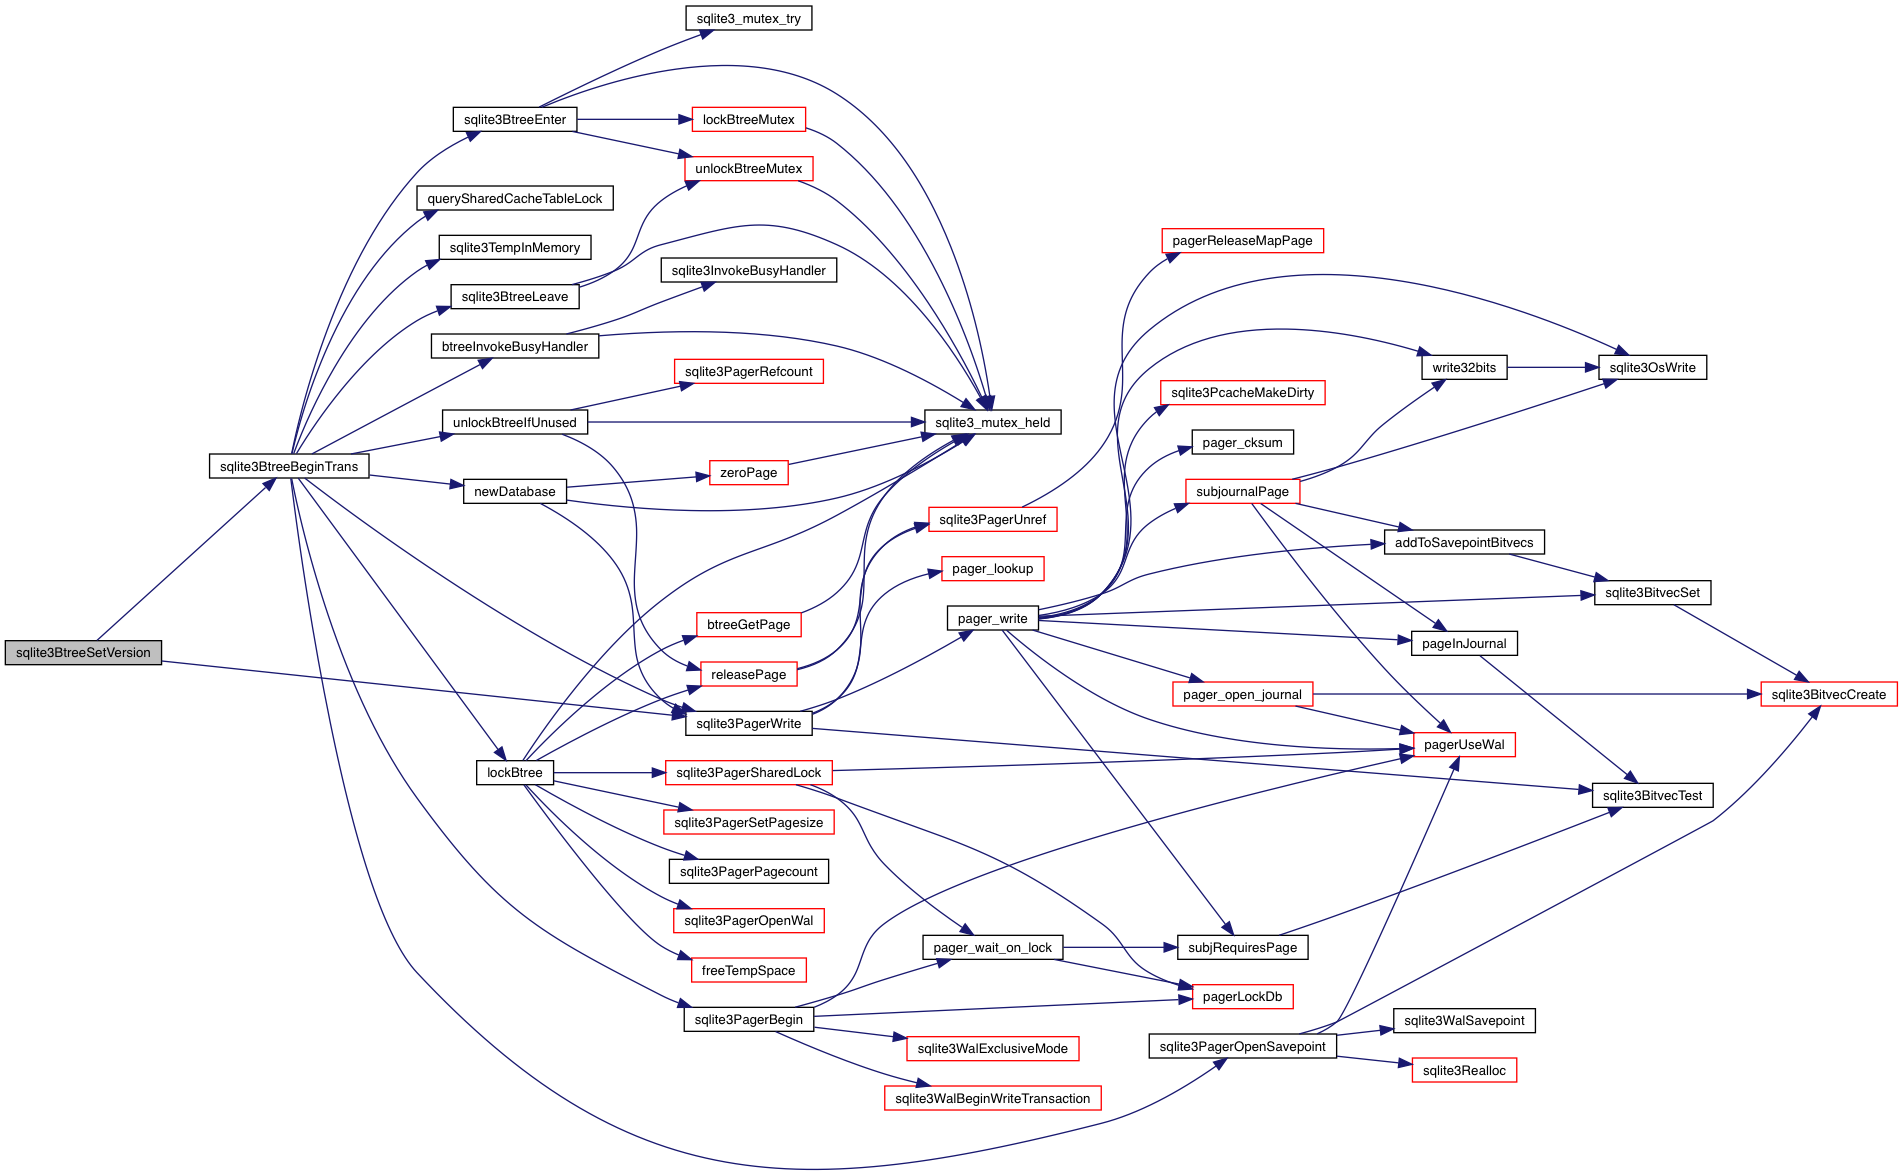 sqlite3_mutex_try
sqlite3BtreeEnter
lockBtreeMutex
unlockBtreeMutex
querySharedCacheTableLock
sqlite3TempInMemory
pagerReleaseMapPage
sqlite3InvokeBusyHandler
sqlite3BtreeLeave
btreeInvokeBusyHandler
write32bits
sqlite3OsWrite
sqlite3PagerRefcount
sqlite3PcacheMakeDirty
unlockBtreeIfUnused
sqlite3_mutex_held
pager_cksum
sqlite3BtreeBeginTrans
zeroPage
newDatabase
subjournalPage
sqlite3PagerUnref
addToSavepointBitvecs
pager_lookup
sqlite3BitvecSet
btreeGetPage
pager_write
pageInJournal
sqlite3BtreeSetVersion
releasePage
pager_open_journal
sqlite3BitvecCreate
sqlite3PagerWrite
pagerUseWal
lockBtree
sqlite3PagerSharedLock
sqlite3BitvecTest
sqlite3PagerSetPagesize
sqlite3PagerPagecount
sqlite3PagerOpenWal
pager_wait_on_lock
subjRequiresPage
freeTempSpace
pagerLockDb
sqlite3PagerBegin
sqlite3WalSavepoint
sqlite3WalExclusiveMode
sqlite3PagerOpenSavepoint
sqlite3Realloc
sqlite3WalBeginWriteTransaction